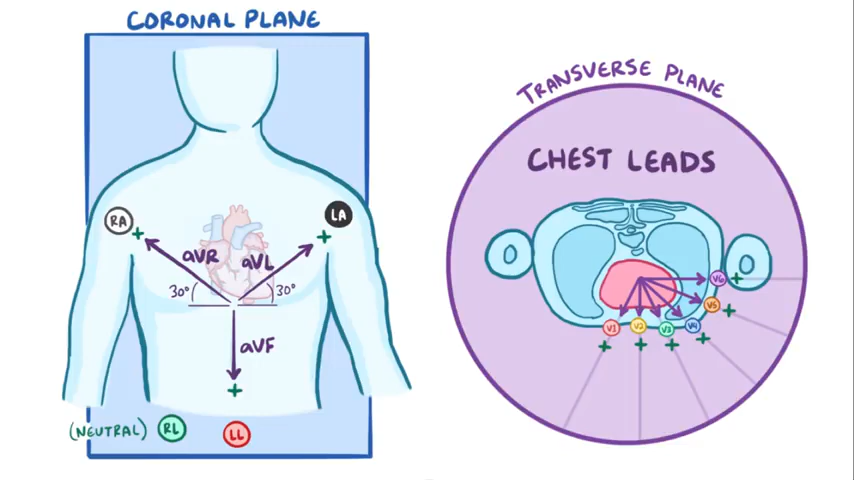 CORONAL PLANE
RA
LA
+
+
aVR
aVL
30°
30°
aVF
+
(NEUTRAL)
RL
LL
TRANSVERSE PLANE
CHEST LEADS
V6
+
V5
+
V1
V2
V3
V4
+
+
+
+